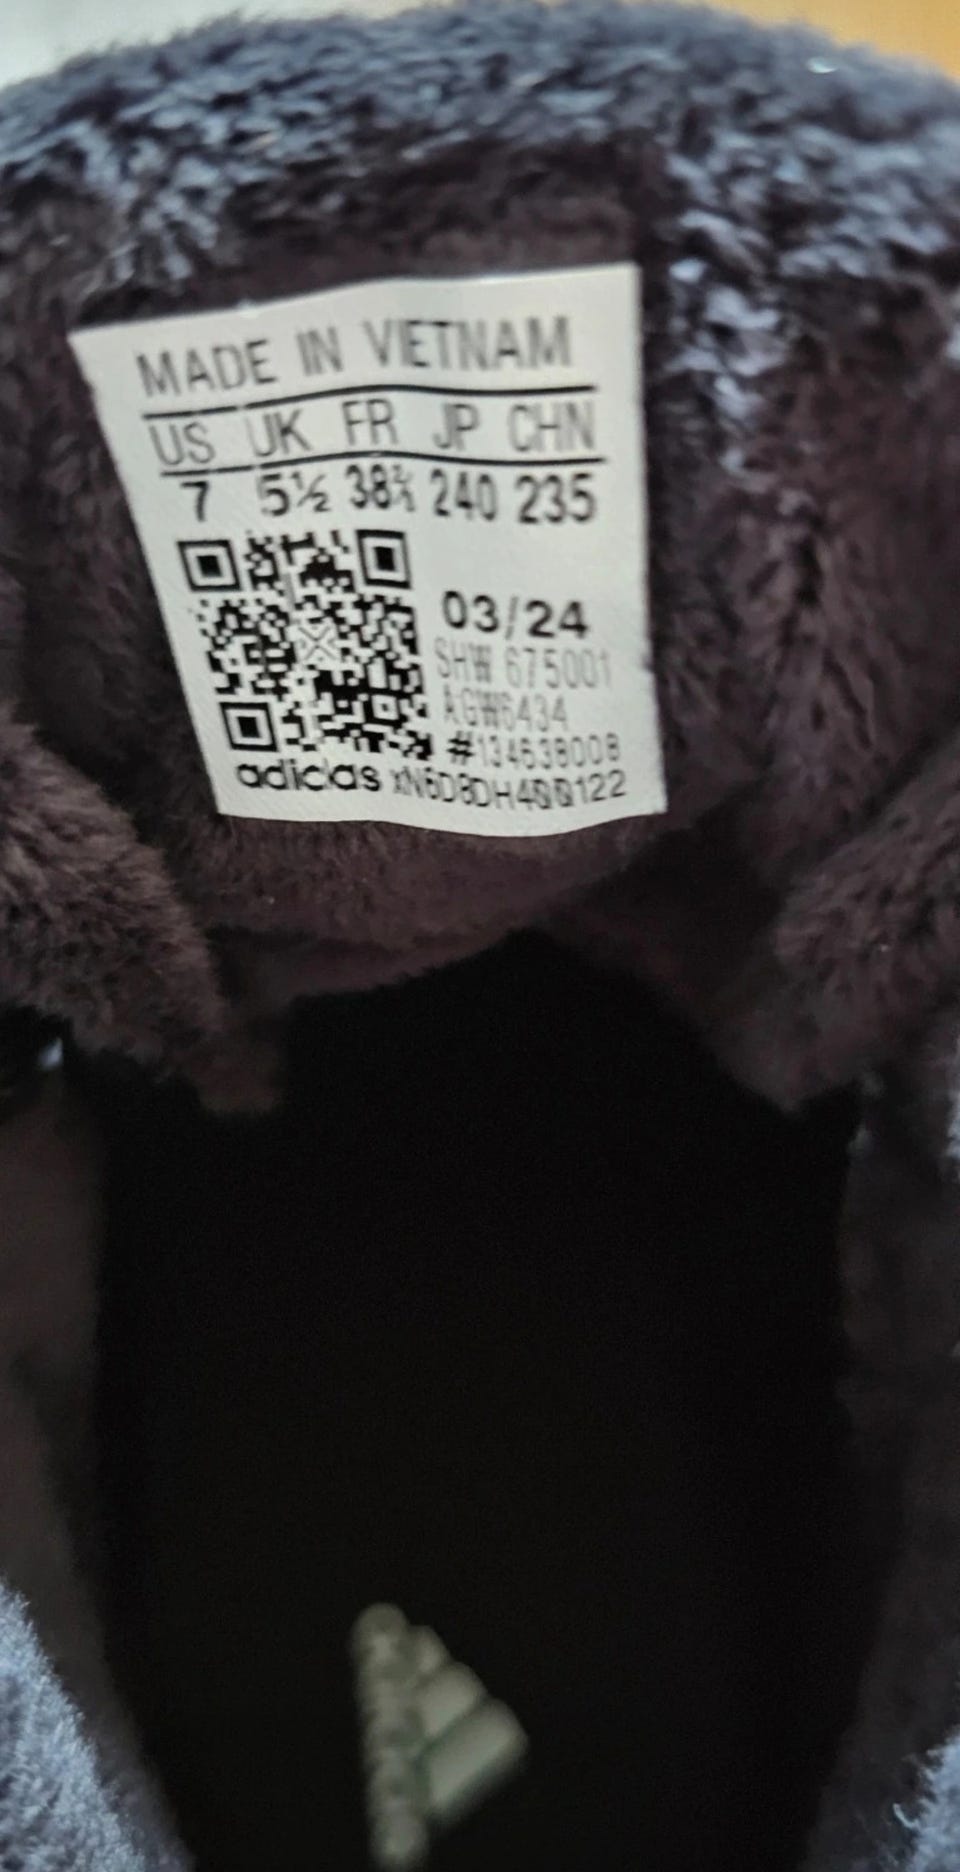 MADE IN VIETNAM
US UK FR JP CHN
7 5½ 38⅔ 240 235
03/24
SHW 675001
AGW6434
#134638008
adidas xN6D8DH400122